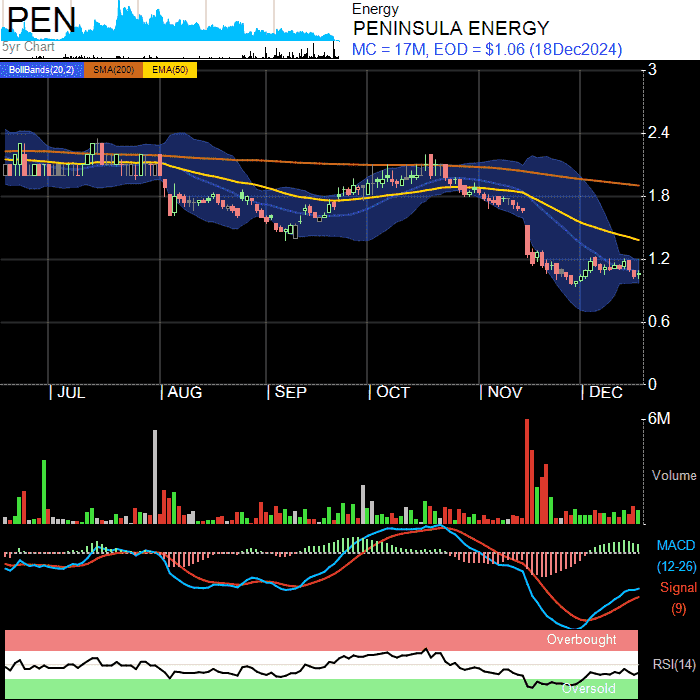 PEN
5yr Chart
Energy
PENINSULA ENERGY
MC = 17M, EOD = $1.06 (18Dec2024)
BollBands(20,2) SMA(200) EMA(50)
3
2.4
1.8
1.2
0.6
0
JUL AUG SEP OCT NOV DEC
6M
Volume
MACD
(12-26)
Signal
(9)
Overbought
RSI(14)
Oversold